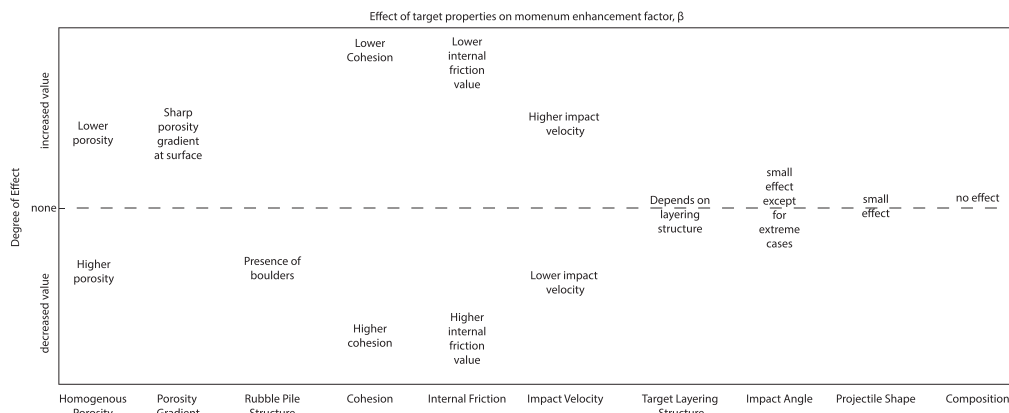 Effect of target properties on momenum enhancement factor, β
Degree of Effect
increased value
none
decreased value
Lower
porosity
Higher
porosity
Sharp
porosity
gradient
at surface
Presence of
boulders
Lower
Cohesion
Higher
cohesion
Lower
internal
friction
value
Higher
internal
friction
value
Higher impact
velocity
Lower impact
velocity
Depends on
layering
structure
small
effect
except
for
extreme
cases
small
effect
no effect
Homogenous
Porosity
Porosity
Gradient
Rubble Pile
Structure
Cohesion
Internal Friction
Impact Velocity
Target Layering
Structure
Impact Angle
Projectile Shape
Composition